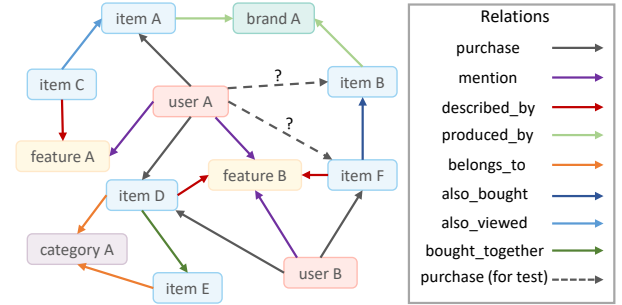 item A
brand A
Relations
purchase
mention
described_by
produced_by
belongs_to
also_bought
also_viewed
bought_together
purchase (for test)
item C
user A
?
item B
?
feature A
feature B
item F
item D
category A
item E
user B